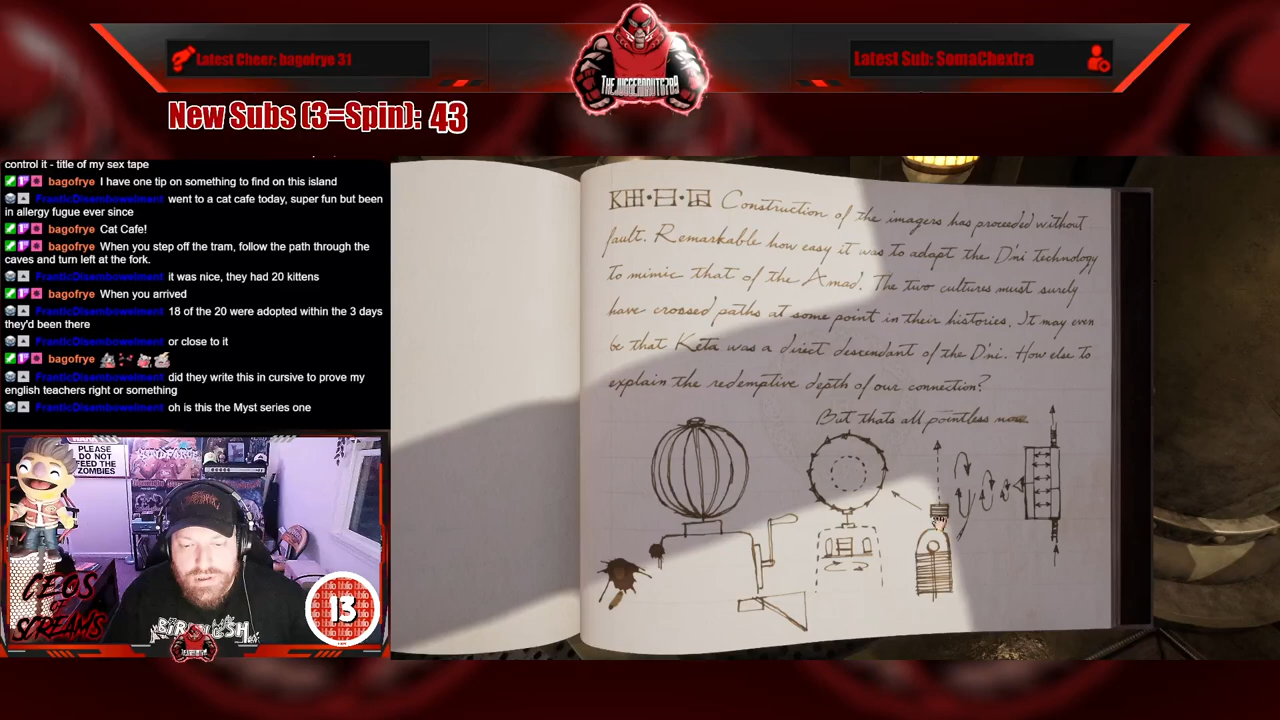 Latest Cheer: bagofrye 31
THEJUGGERNAUT6789
Latest Sub: SomaChextra
New Subs (3=Spin): 43
control it - title of my sex tape
bagofrye I have one tip on something to find on this island
FranticDisembowelment went to a cat cafe today, super fun but been
in allergy fugue ever since
bagofrye Cat Cafe!
bagofrye When you step off the tram, follow the path through the
caves and turn left at the fork.
FranticDisembowelment it was nice, they had 20 kittens
bagofrye When you arrived
FranticDisembowelment 18 of the 20 were adopted within the 3 days
they'd been there
FranticDisembowelment or close to it
bagofrye
FranticDisembowelment did they write this in cursive to prove my
english teachers right or something
FranticDisembowelment oh is this the Myst series one
Construction of the imagers has proceeded without
fault. Remarkable how easy it was to adapt the D'ni technology
to mimic that of the Amad. The two cultures must surely
have crossed paths at some point in their histories. It may even
be that Keta was a direct descendant of the D'ni. How else to
explain the redemptive depth of our connection?
But thats all pointless now
PLEASE
DO NOT
FEED THE
ZOMBIES
CEOS
OF
SCREAMS
13